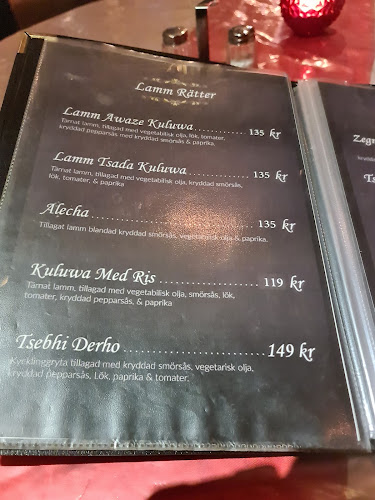 Lamm Rätter
Lamm Awaze Kuluwa 135 kr
Tärnat lamm, tillagad med vegetabilisk olja, lök, tomater,
kryddad pepparsås med kryddad smörsås & paprika.
Lamm Tsada Kuluwa 135 kr
Tärnat lamm, tillagad med vegetabilisk olja, kryddad smörsås,
lök, tomater, & paprika
Alecha 135 kr
Tillagat lamm blandad kryddad smörsås, vegetarisk olja & paprika.
Kuluwa Med Ris 119 kr
Tärnat lamm, tillagad med vegetabilisk olja, smörsås, lök,
tomater, kryddad pepparsås, & paprika
Tsebhi Derho 149 kr
Kycklinggryta tillagad med kryddad smörsås, vegetarisk olja,
kryddad pepparsås, Lök, paprika & tomater.